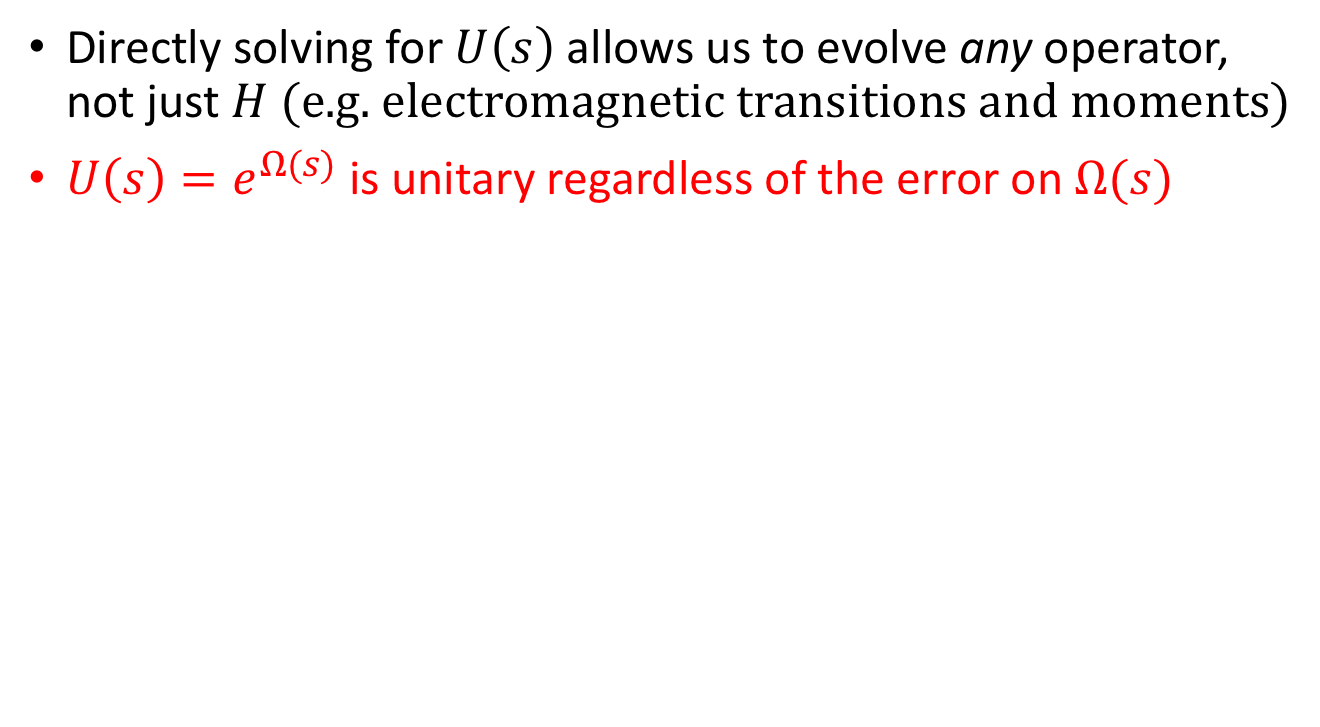 • Directly solving for 𝑈(𝑠) allows us to evolve any operator,
not just 𝐻 (e.g. electromagnetic transitions and moments)
• 𝑈(𝑠) = 𝑒^Ω(𝑠) is unitary regardless of the error on Ω(𝑠)